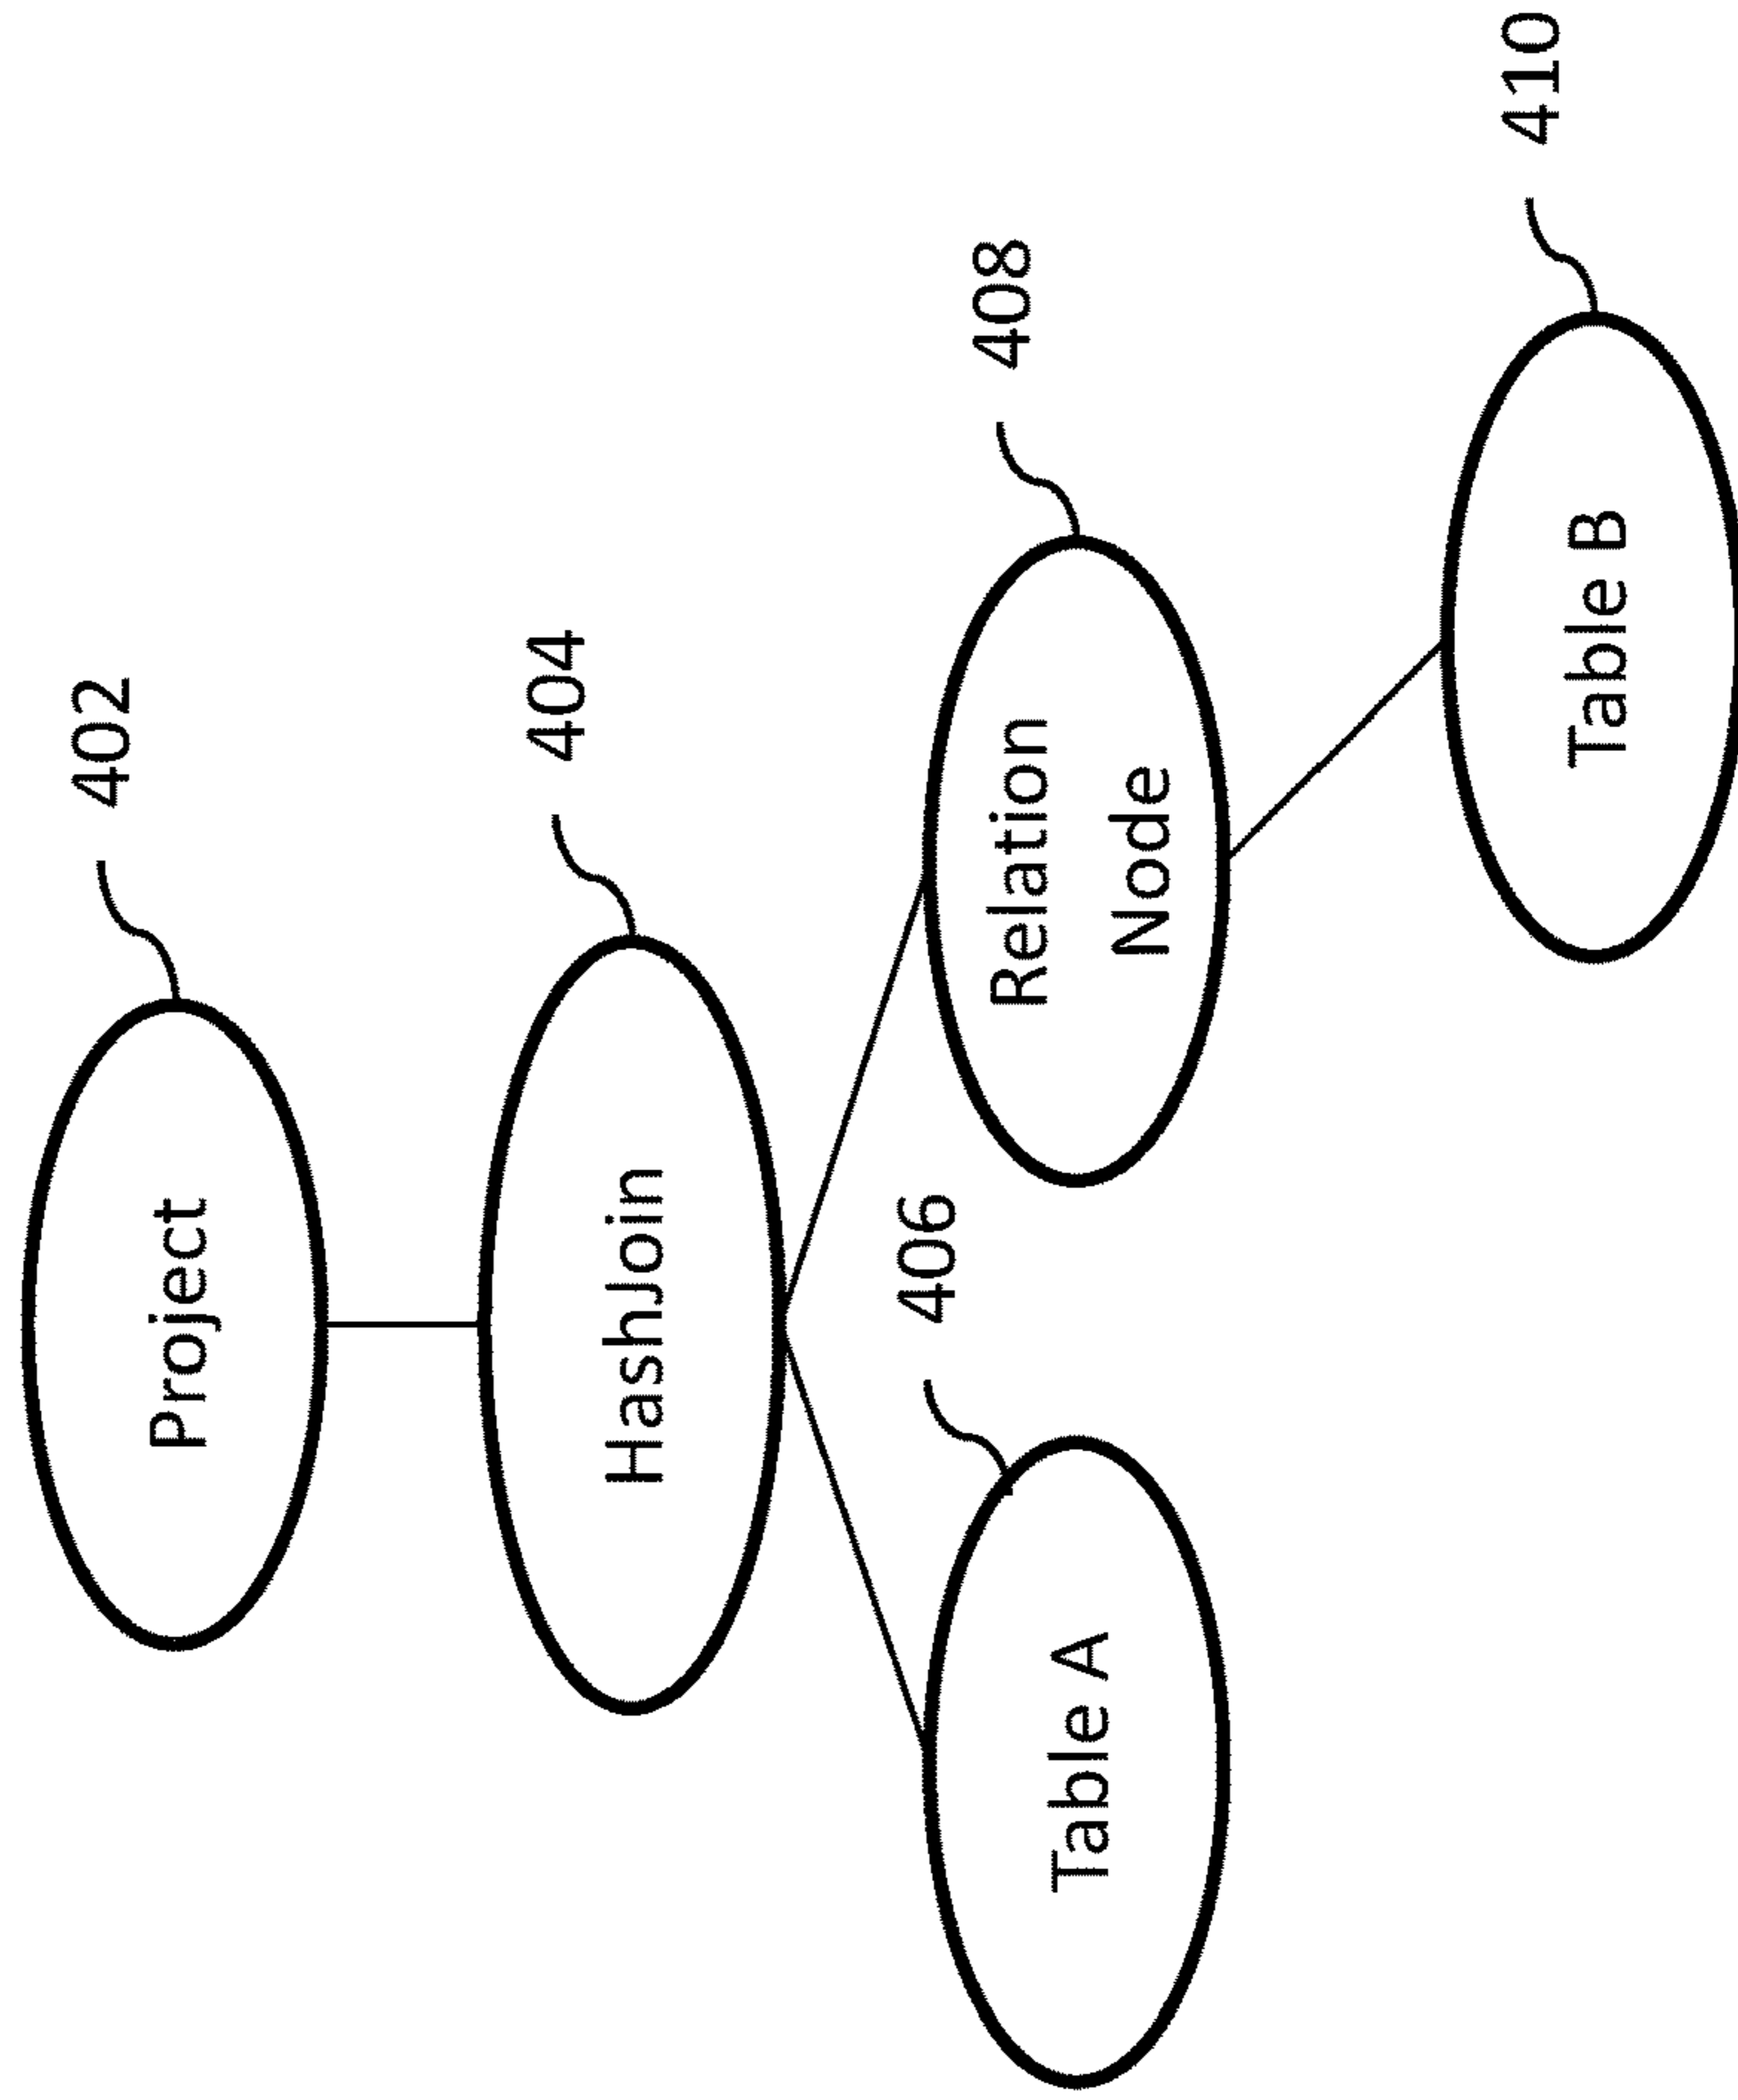 Project
402
HashJoin
404
Table A
406
Relation
Node
408
Table B
410